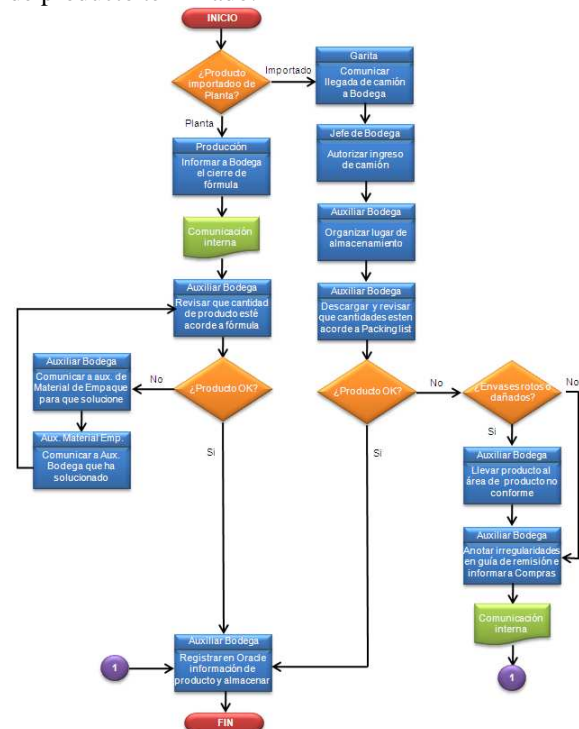 INICIO
¿Producto
importado o de
Planta?
Importado
Planta
Garita
Comunicar
llegada de camión
a Bodega
Jefe de Bodega
Autorizar ingreso
de camión
Auxiliar Bodega
Organizar lugar de
almacenamiento
Auxiliar Bodega
Descargar y revisar
que cantidades esten
acorde a Packing list
Producción
Informar a Bodega
el cierre de
fórmula
Comunicación
interna
Auxiliar Bodega
Revisar que cantidad
de producto esté
acorde a fórmula
¿Producto OK?
No
Si
Auxiliar Bodega
Comunicar a aux. de
Material de Empaque
para que solucione
Aux. Material Emp.
Comunicar a Aux.
Bodega que ha
solucionado
¿Producto OK?
No
Si
¿Envases rotos o
dañados?
No
Si
Auxiliar Bodega
Llevar producto al
área de producto no
conforme
Auxiliar Bodega
Anotar irregularidades
en guía de remisión e
informar a Compras
Comunicación
interna
1
1
Auxiliar Bodega
Registrar en Oracle
información de
producto y almacenar
FIN